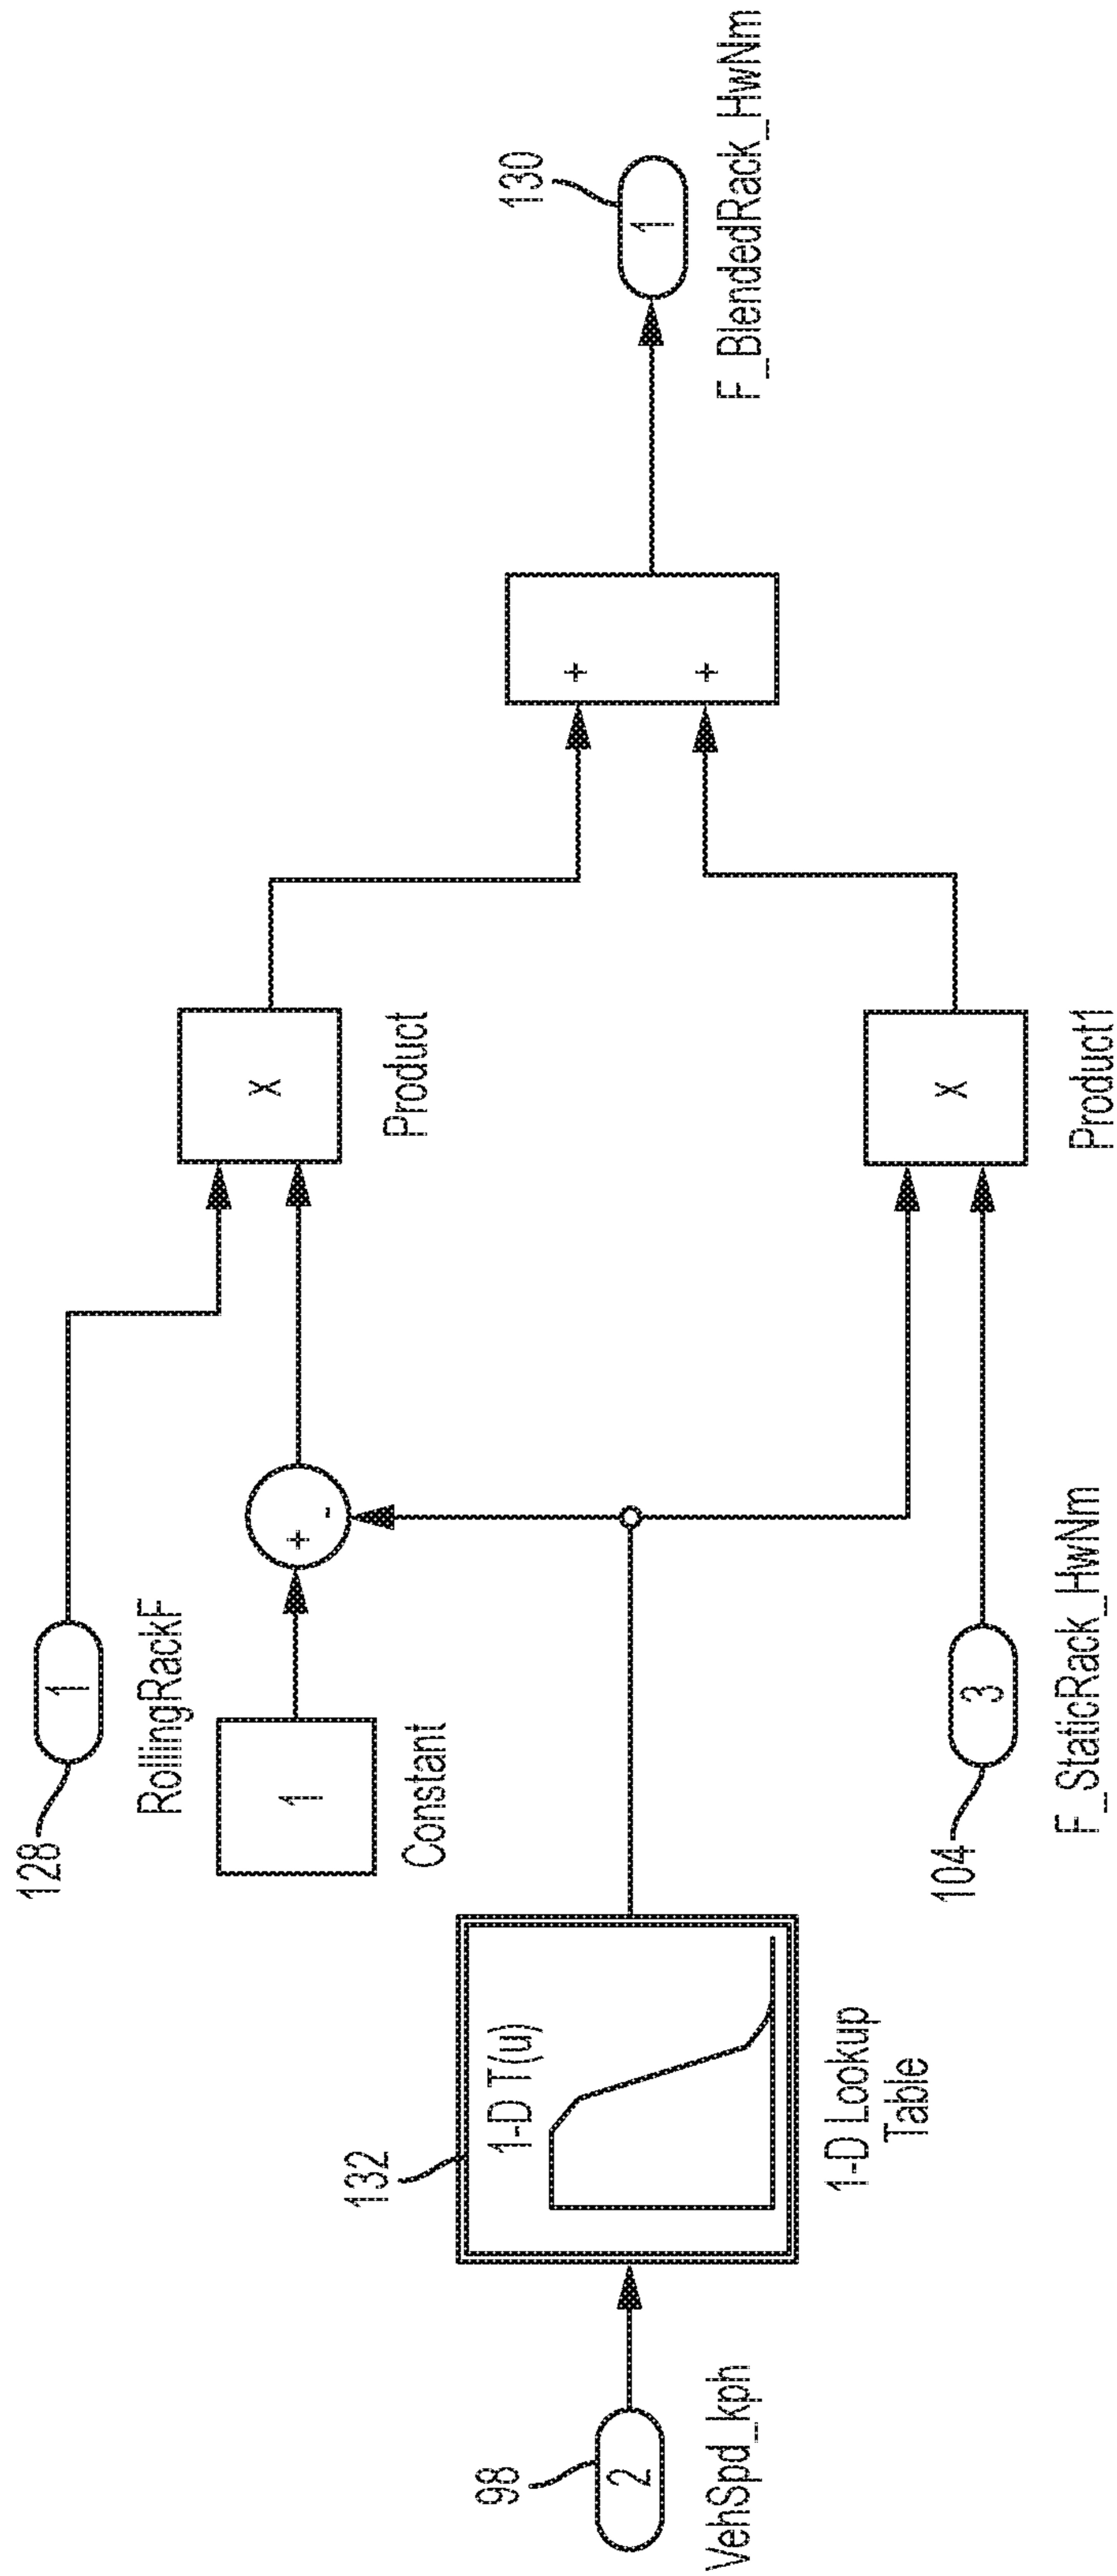 128
1
RollingRackF
1
Constant
+
-
X
Product
98
2
VehSpd_kph
132
1-D T(u)
1-D Lookup
Table
+
+
130
1
F_BlendedRack_HwNm
104
3
F_StaticRack_HwNm
X
Product1